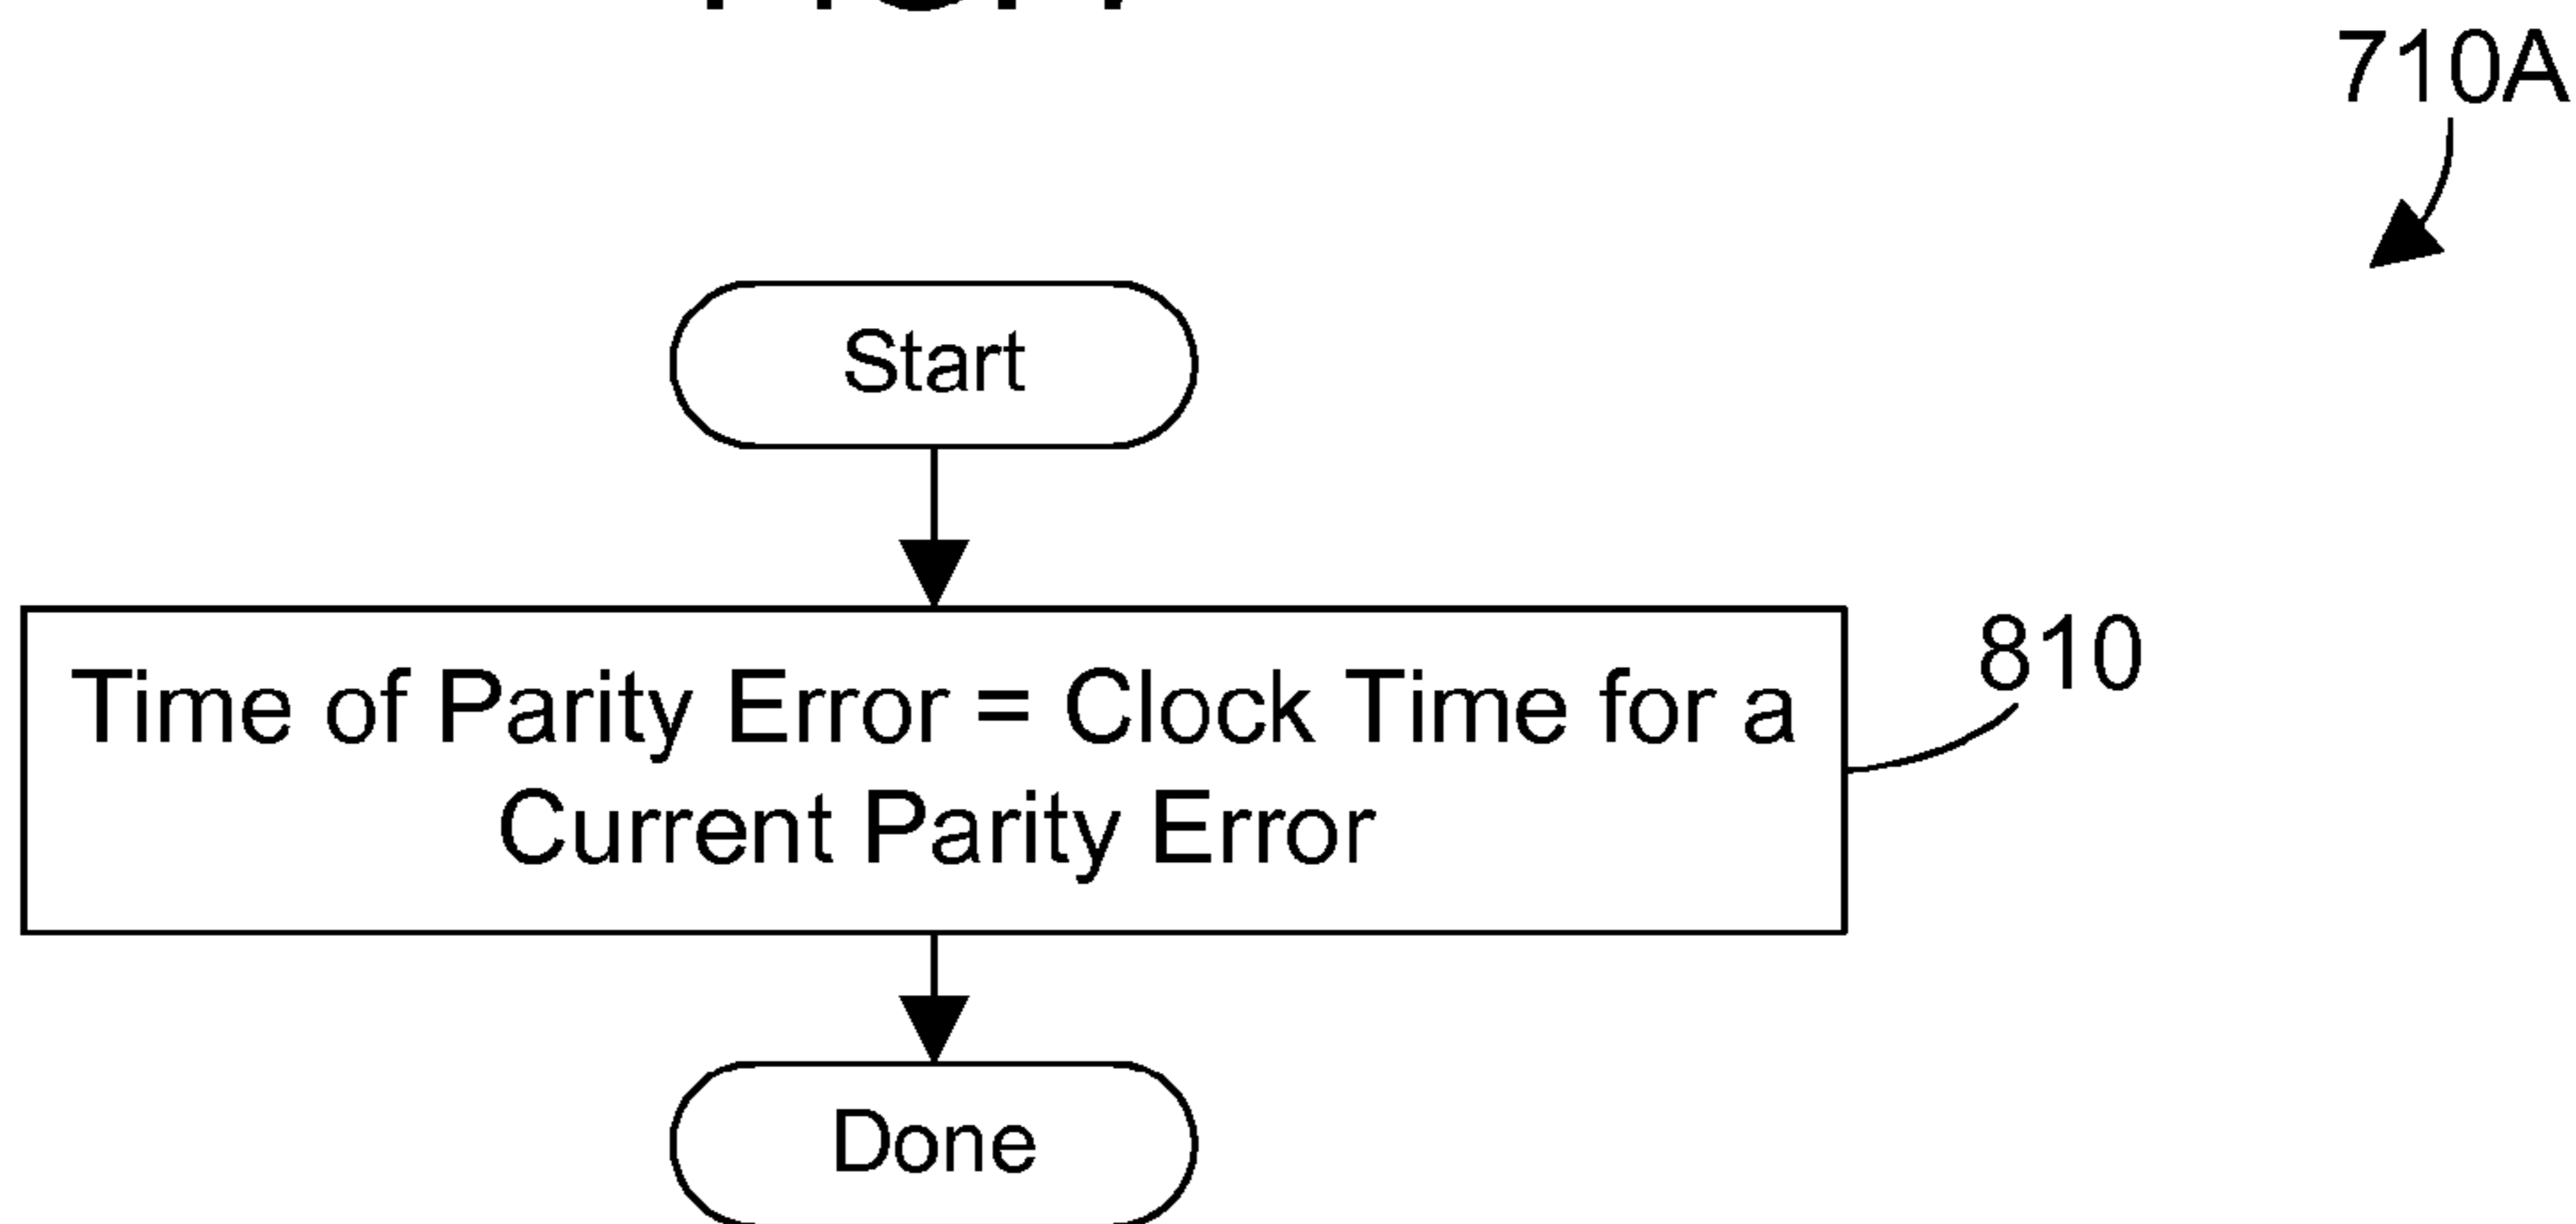 710A
Start
Time of Parity Error = Clock Time for a
Current Parity Error
810
Done